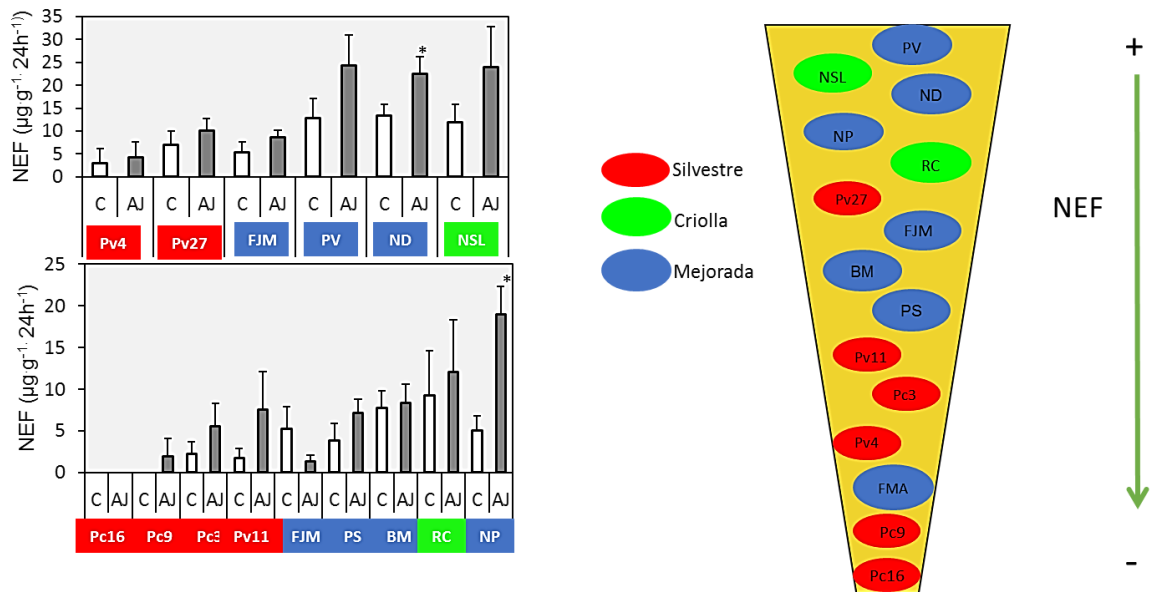 NEF (µg·g⁻¹· 24h⁻¹)
35
30
25
20
15
10
5
0
*
C AJ C AJ C AJ C AJ C AJ C AJ
Pv4 Pv27 FJM PV ND NSL
NEF (µg·g⁻¹· 24h⁻¹)
25
20
15
10
5
0
*
C AJ C AJ C AJ C AJ C AJ C AJ C AJ C AJ C AJ
Pc16 Pc9 Pc3 Pv11 FJM PS BM RC NP
Silvestre
Criolla
Mejorada
PV
NSL
ND
NP
RC
Pv27
FJM
BM
PS
Pv11
Pc3
Pv4
FMA
Pc9
Pc16
+
NEF
-